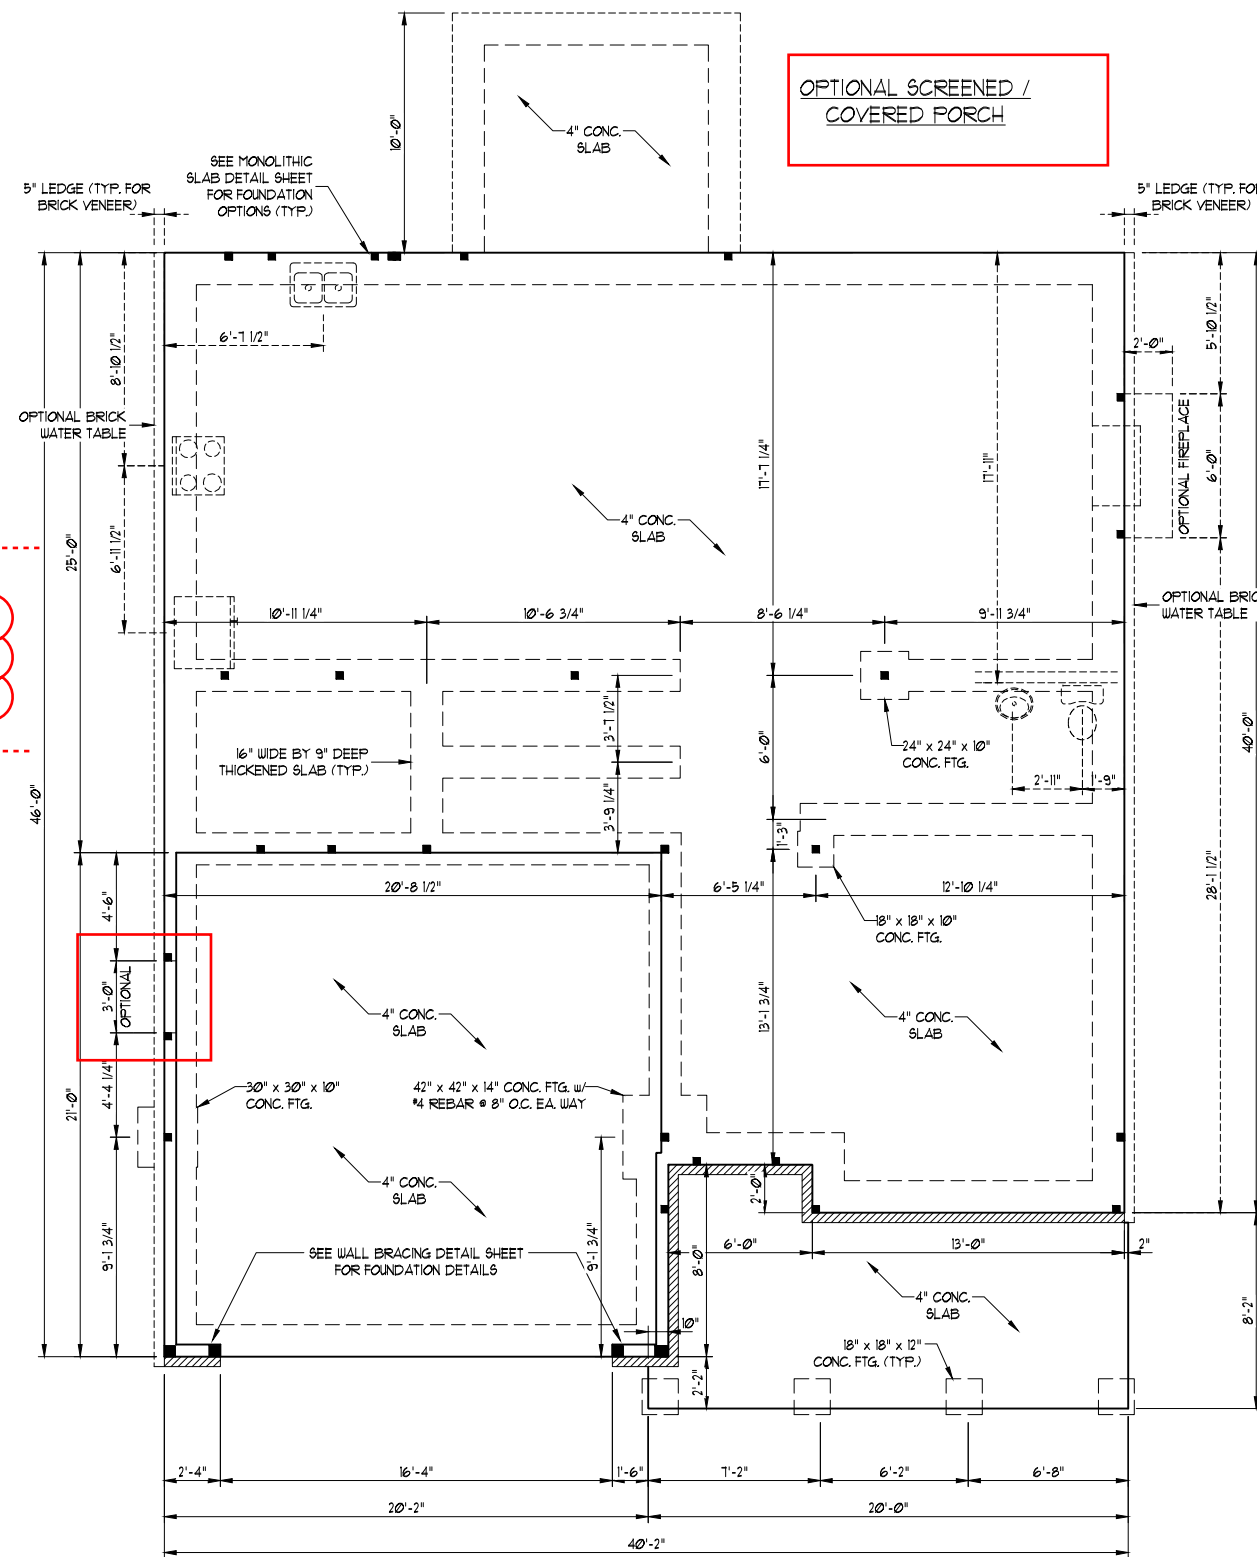 OPTIONAL SCREENED /
COVERED PORCH
10'-0"
4" CONC.
SLAB
SEE MONOLITHIC
SLAB DETAIL SHEET
FOR FOUNDATION
OPTIONS (TYP.)
5" LEDGE (TYP. FOR
BRICK VENEER)
5" LEDGE (TYP. FOR
BRICK VENEER)
8'-10 1/2"
6'-7 1/2"
5'-10 1/2"
2'-0"
OPTIONAL BRICK
WATER TABLE
17'-7 1/4"
17'-11"
OPTIONAL FIREPLACE
6'-0"
25'-0"
6'-11 1/2"
4" CONC.
SLAB
OPTIONAL BRIC
WATER TABLE
10'-11 1/4"
10'-6 3/4"
8'-6 1/4"
9'-11 3/4"
3'-7 1/2"
6'-0"
24" x 24" x 10"
CONC. FTG.
16" WIDE BY 9" DEEP
THICKENED SLAB (TYP.)
2'-11"
1'-9"
40'-0"
46'-0"
3'-9 1/4"
1'-3"
28'-1 1/2"
4'-6"
20'-8 1/2"
6'-5 1/4"
12'-10 1/4"
18" x 18" x 10"
CONC. FTG.
3'-0"
OPTIONAL
4" CONC.
SLAB
13'-1 3/4"
4" CONC.
SLAB
4'-4 1/4"
21'-0"
30" x 30" x 10"
CONC. FTG.
42" x 42" x 14" CONC. FTG. w/
#4 REBAR @ 8" O.C. EA. WAY
4" CONC.
SLAB
2'-0"
9'-1 3/4"
SEE WALL BRACING DETAIL SHEET
FOR FOUNDATION DETAILS
9'-1 3/4"
8'-0"
6'-0"
13'-0"
2"
4" CONC.
SLAB
8'-2"
10"
18" x 18" x 12"
CONC. FTG. (TYP.)
2'-2"
2'-4"
16'-4"
1'-6"
7'-2"
6'-2"
6'-8"
20'-2"
20'-0"
40'-2"